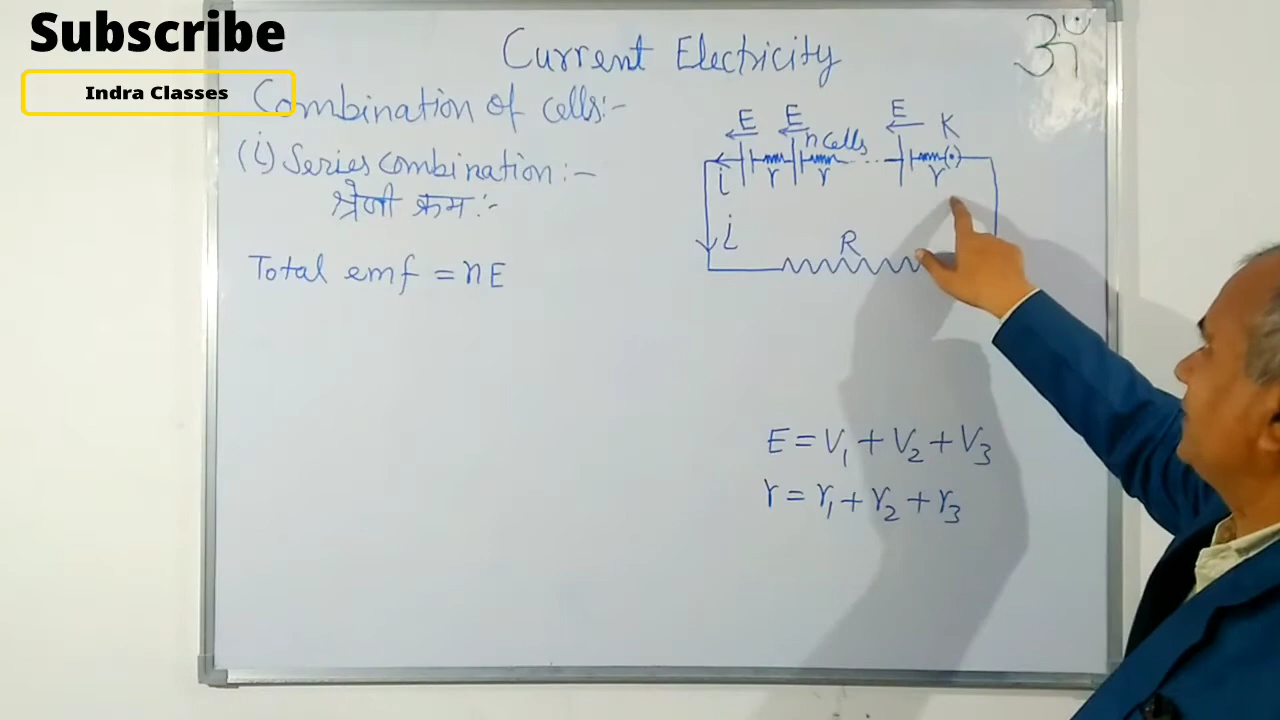 Subscribe
Indra Classes
Current Electricity
ॐ
Combination of cells:-
(i) Series combination:-
श्रेणी क्रम:-
Total emf = nE
E E E K
n cells
r r r
i
i
R
E = V₁ + V₂ + V₃
r = r₁ + r₂ + r₃